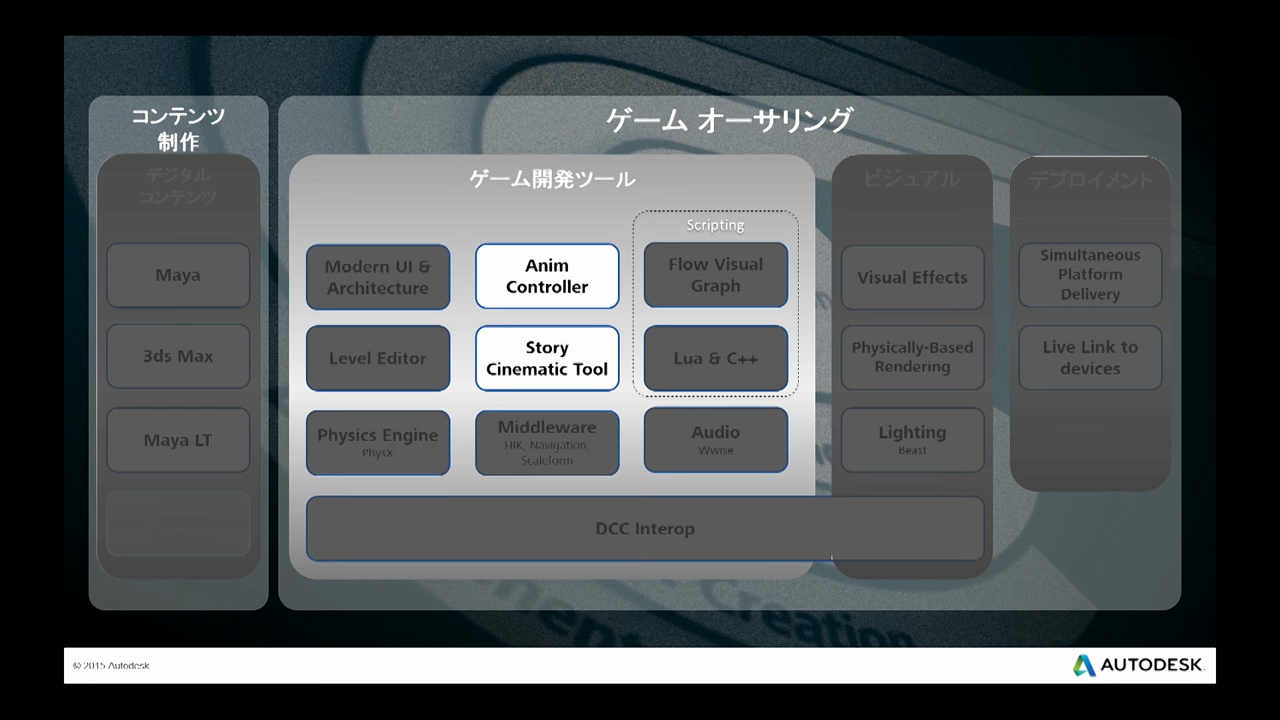 コンテンツ
制作
デジタル
コンテンツ
Maya
3ds Max
Maya LT
ゲーム オーサリング
ゲーム開発ツール
Modern UI &
Architecture
Level Editor
Physics Engine
PhysX
Anim
Controller
Story
Cinematic Tool
Middleware
HIK, Navigation,
Scaleform
Scripting
Flow Visual
Graph
Lua & C++
Audio
Wwise
DCC Interop
ビジュアル
Visual Effects
Physically-Based
Rendering
Lighting
Beast
デプロイメント
Simultaneous
Platform
Delivery
Live Link to
devices
Creation
© 2015 Autodesk
AUTODESK.